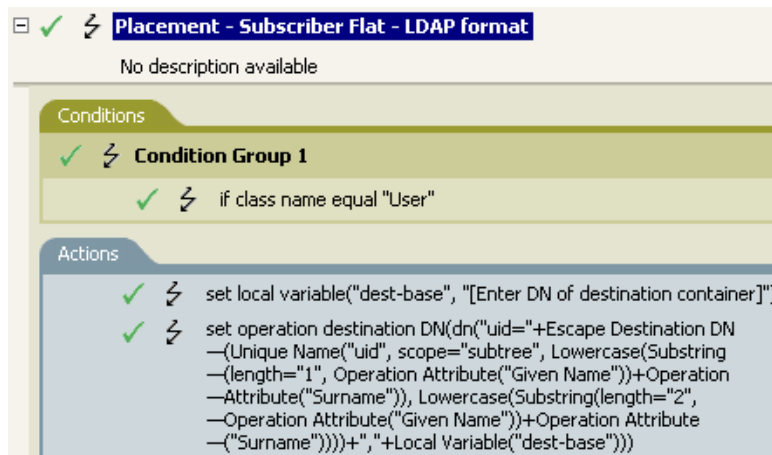 Placement - Subscriber Flat - LDAP format
No description available
Conditions
Condition Group 1
if class name equal "User"
Actions
set local variable("dest-base", "[Enter DN of destination container]")
set operation destination DN(dn("uid="+Escape Destination DN
—(Unique Name("uid", scope="subtree", Lowercase(Substring
—(length="1", Operation Attribute("Given Name"))+Operation
—Attribute("Surname")), Lowercase(Substring(length="2",
—Operation Attribute("Given Name"))+Operation Attribute
—("Surname"))))+","+Local Variable("dest-base")))